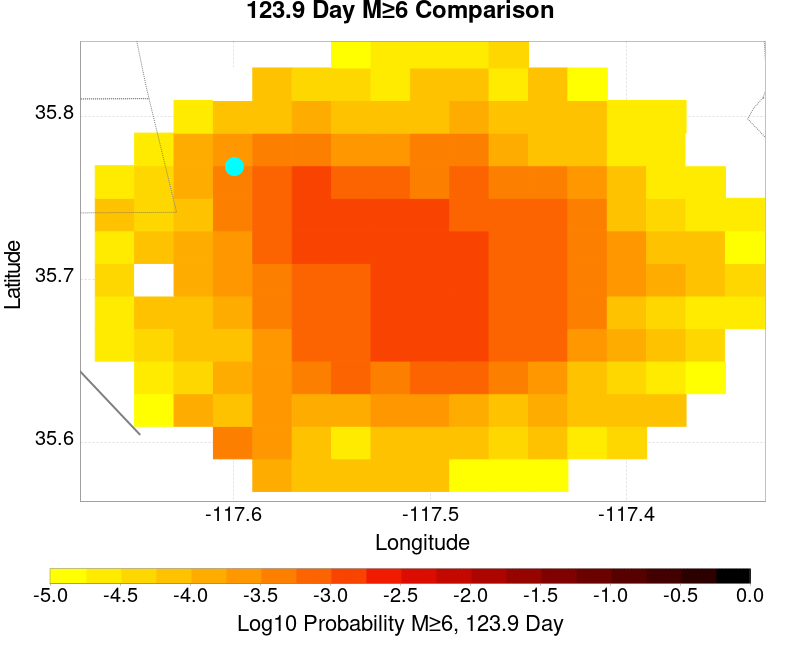 123.9 Day M≥6 Comparison
35.8
35.7
35.6
Latitude
-117.6 -117.5 -117.4
Longitude
-5.0 -4.5 -4.0 -3.5 -3.0 -2.5 -2.0 -1.5 -1.0 -0.5 0.0
Log10 Probability M≥6, 123.9 Day